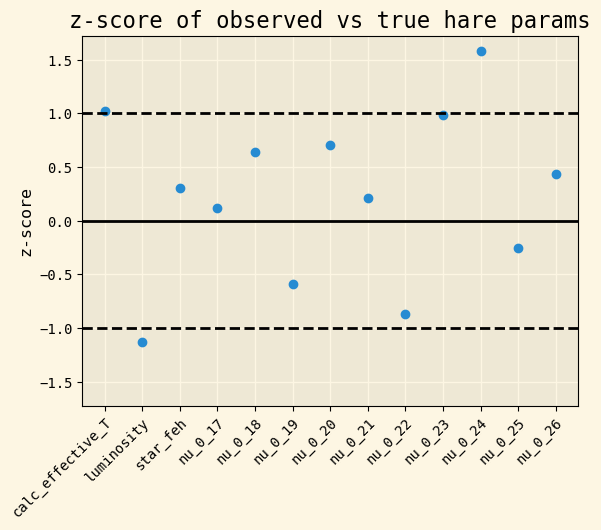 z-score of observed vs true hare params
z-score
1.5
1.0
0.5
0.0
−0.5
−1.0
−1.5
calc_effective_T
luminosity
star_feh
nu_0_17
nu_0_18
nu_0_19
nu_0_20
nu_0_21
nu_0_22
nu_0_23
nu_0_24
nu_0_25
nu_0_26